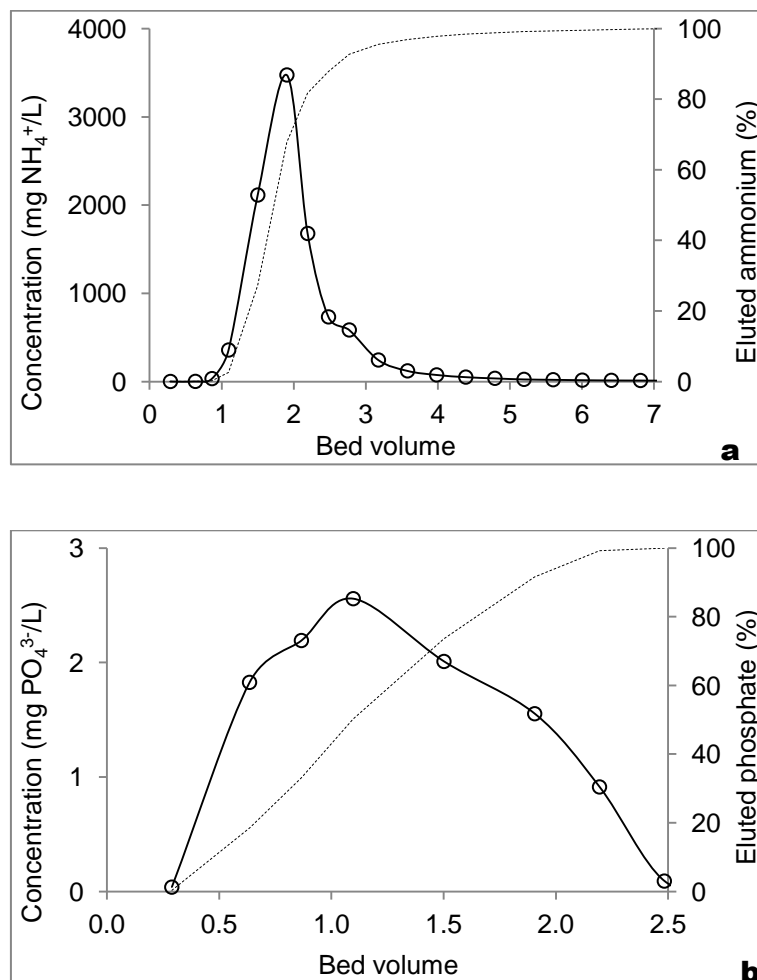 4000
3000
2000
1000
0
Concentration (mg NH₄⁺/L)
100
80
60
40
20
0
Eluted ammonium (%)
0 1 2 3 4 5 6 7
Bed volume
a
3
2
1
0
Concentration (mg PO₄³⁻/L)
100
80
60
40
20
0
Eluted phosphate (%)
0.0 0.5 1.0 1.5 2.0 2.5
Bed volume
b